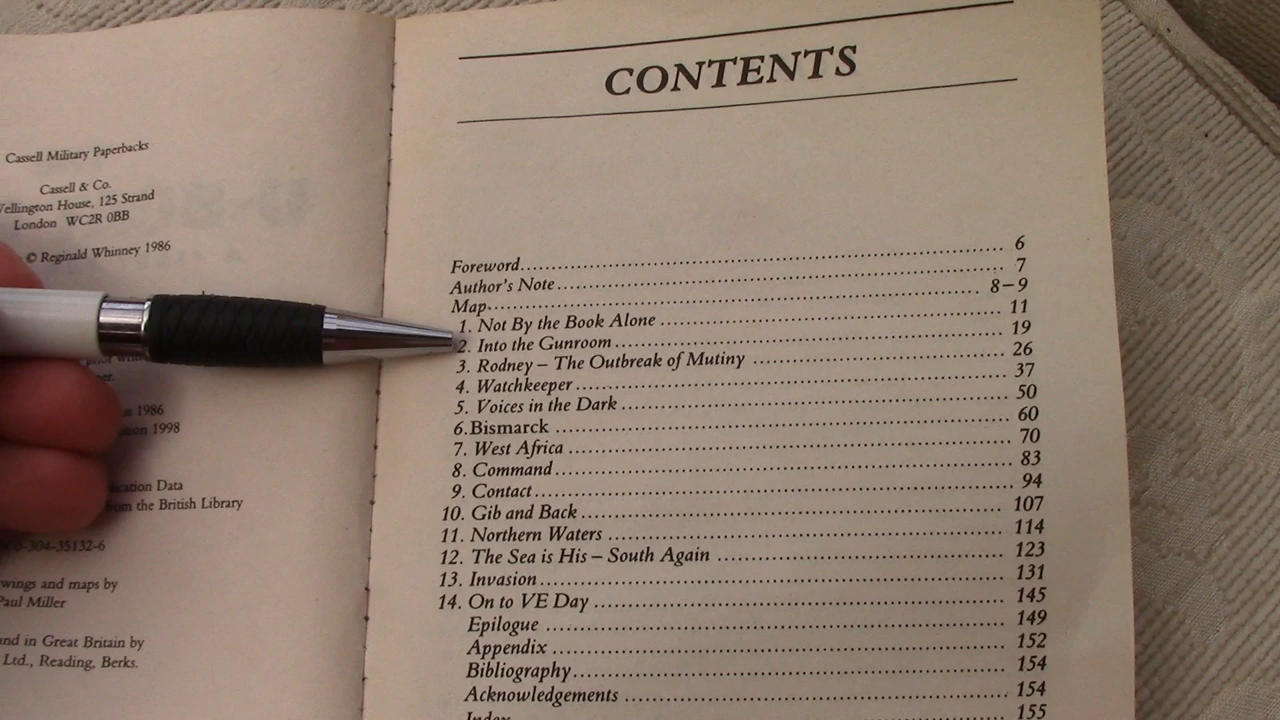 Cassell Military Paperbacks
Cassell & Co.
House, 125 Strand
London WC2R 0BB
© Reginald Whinney 1986
1986
1998
Data
from the British Library
0-304-35132-6
and maps by
Paul Miller
and in Great Britain by
Ltd., Reading, Berks.
CONTENTS
Foreword.......... 6
Author's Note.......... 7
Map.......... 8–9
1. Not By the Book Alone .......... 11
2. Into the Gunroom .......... 19
3. Rodney – The Outbreak of Mutiny .......... 26
4. Watchkeeper .......... 37
5. Voices in the Dark .......... 50
6.Bismarck .......... 60
7. West Africa .......... 70
8. Command .......... 83
9. Contact .......... 94
10. Gib and Back .......... 107
11. Northern Waters .......... 114
12. The Sea is His – South Again .......... 123
13. Invasion .......... 131
14. On to VE Day .......... 145
Epilogue .......... 149
Appendix .......... 152
Bibliography .......... 154
Acknowledgements .......... 154
Index .......... 155